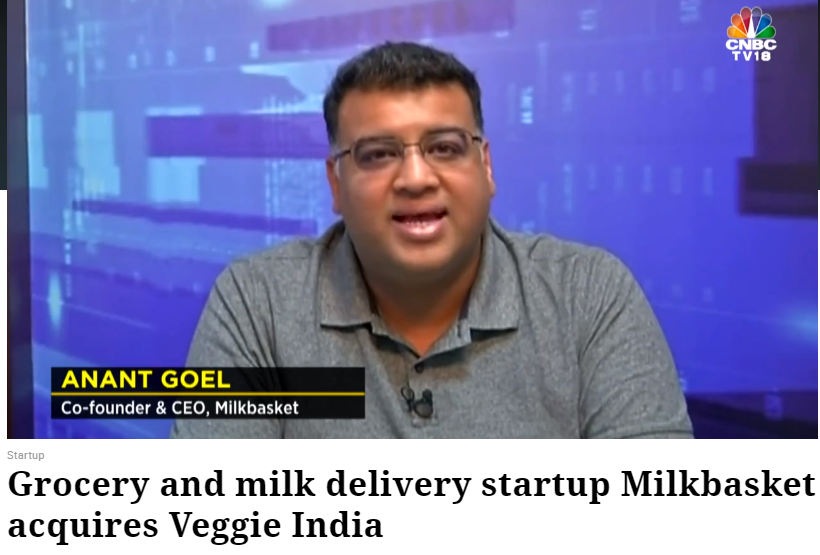 CNBC
TV18
ANANT GOEL
Co-founder & CEO, Milkbasket
Startup
Grocery and milk delivery startup Milkbasket
acquires Veggie India